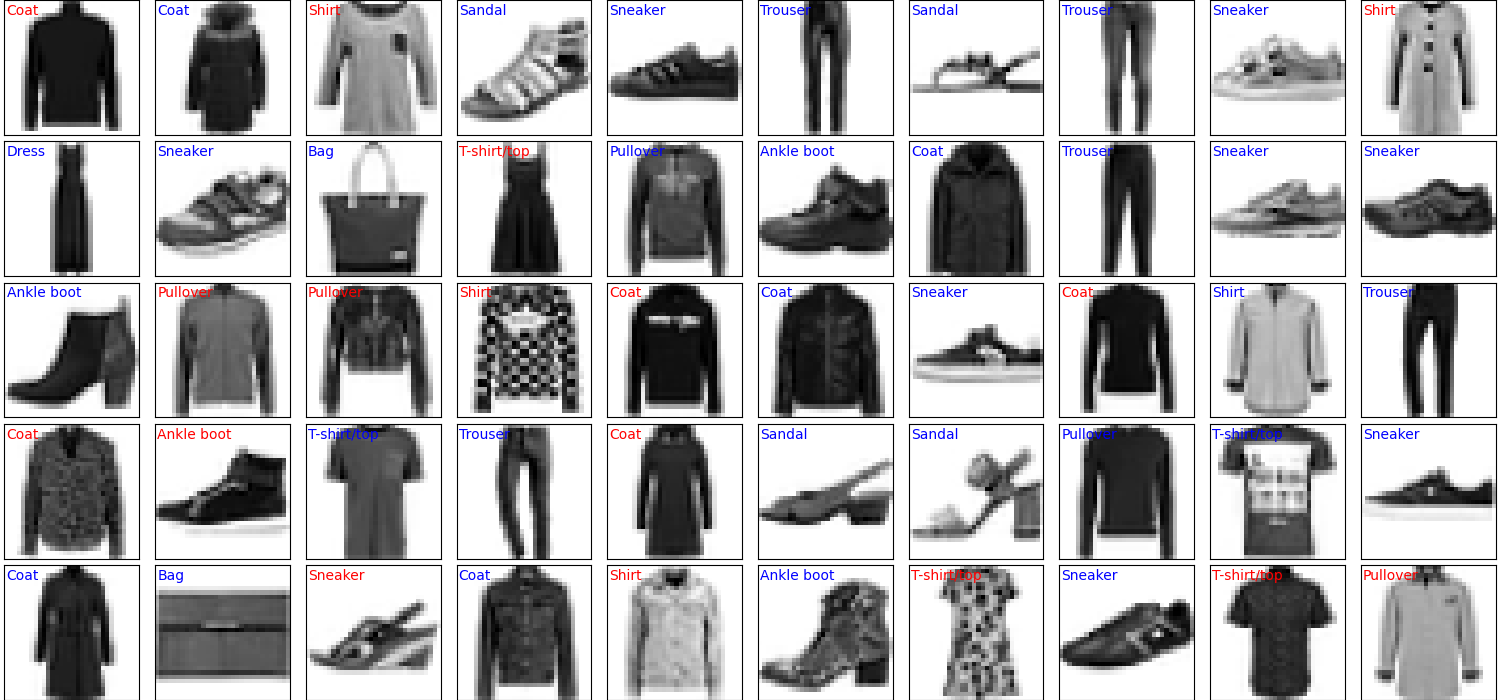 Coat Coat Shirt Sandal Sneaker Trouser Sandal Trouser Sneaker Shirt
Dress Sneaker Bag T-shirt/top Pullover Ankle boot Coat Trouser Sneaker Sneaker
Ankle boot Pullover Pullover Shirt Coat Coat Sneaker Coat Shirt Trouser
Coat Ankle boot T-shirt/top Trouser Coat Sandal Sandal Pullover T-shirt/top Sneaker
Coat Bag Sneaker Coat Shirt Ankle boot T-shirt/top Sneaker T-shirt/top Pullover